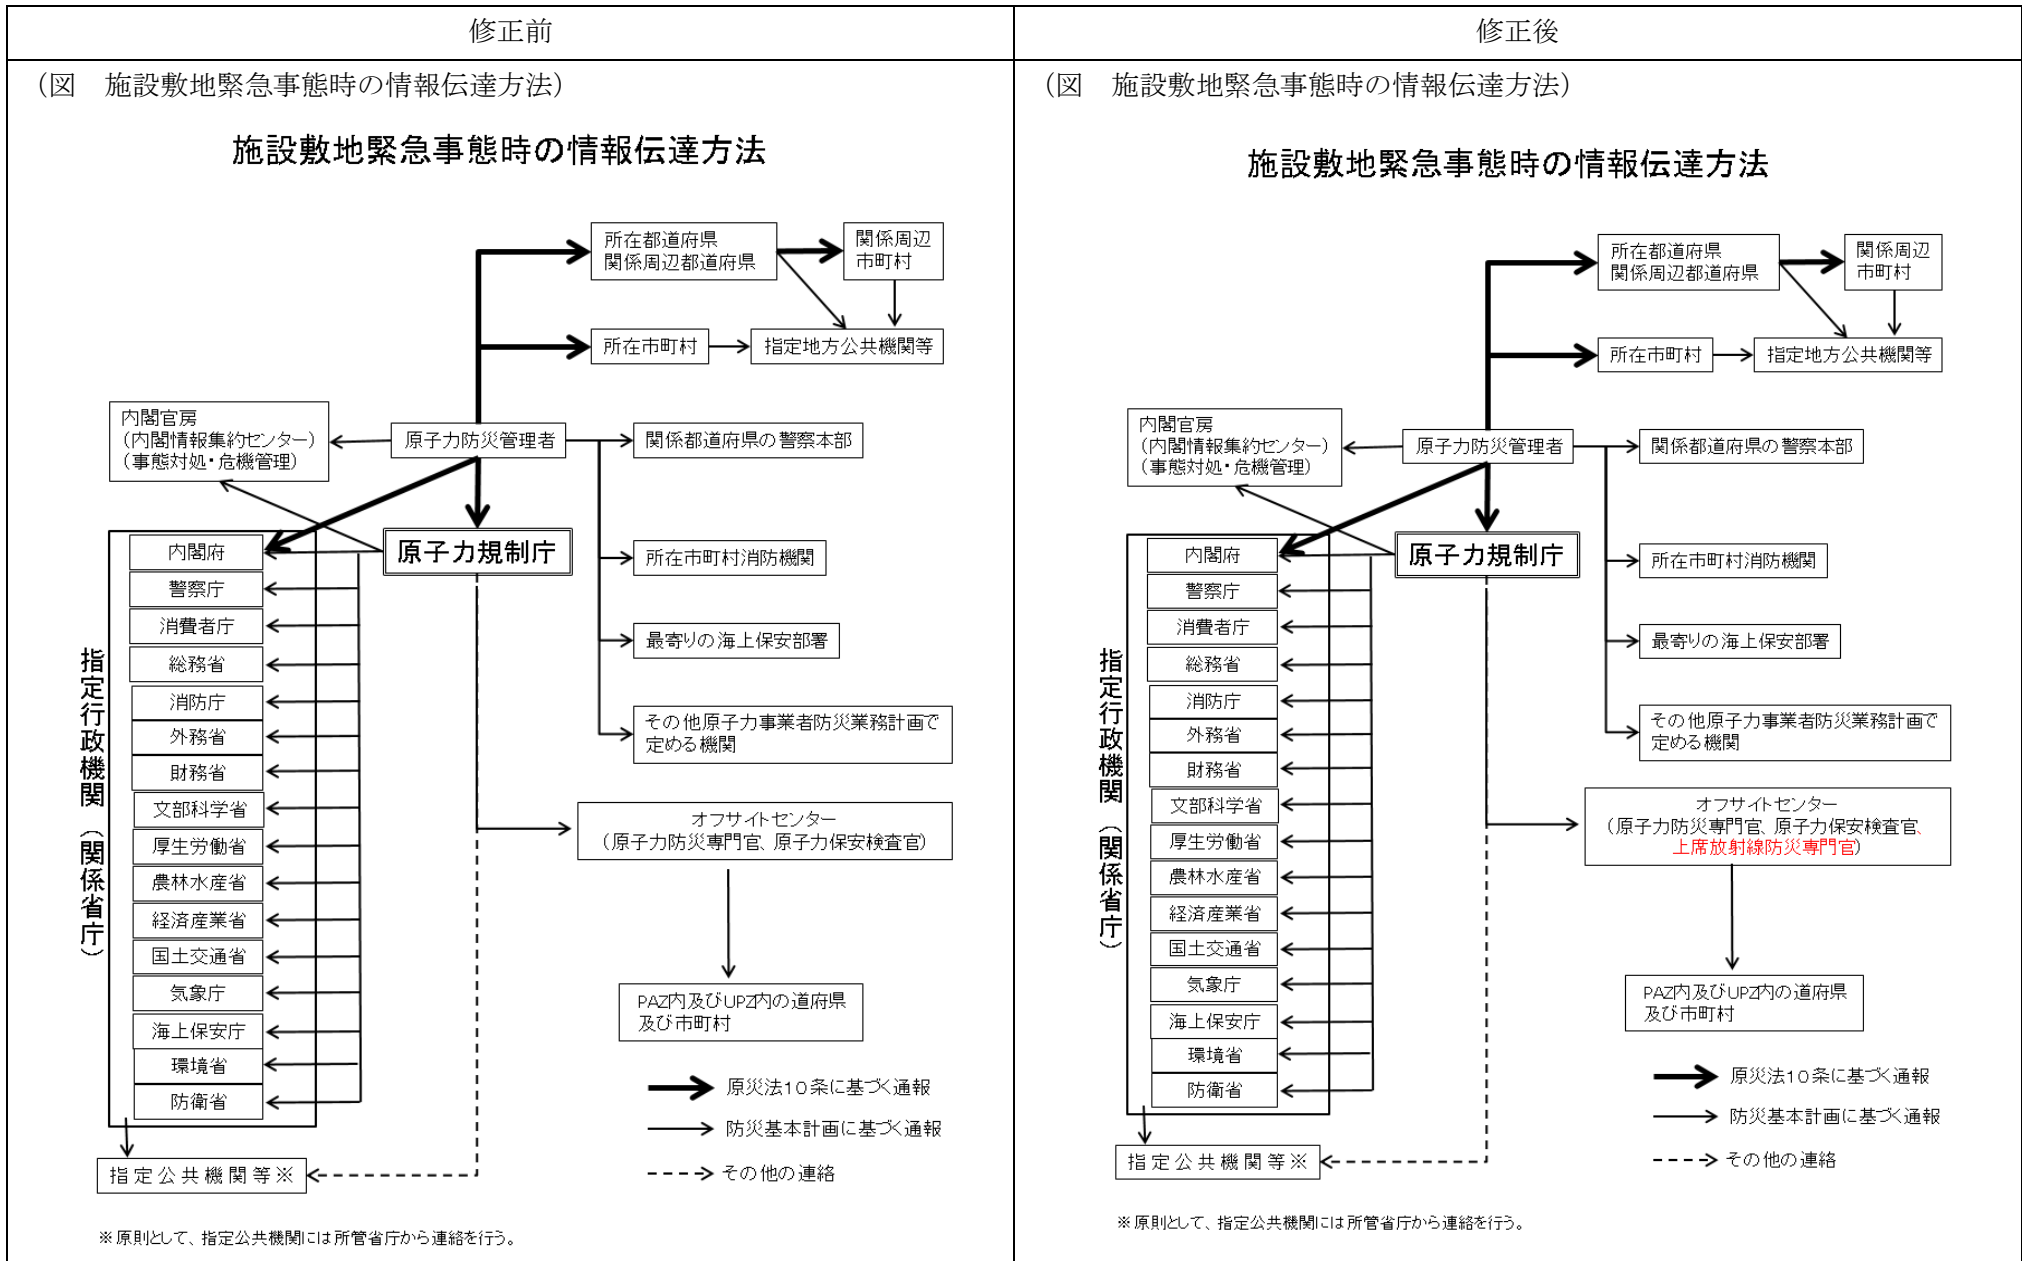 修正前
（図　施設敷地緊急事態時の情報伝達方法）
施設敷地緊急事態時の情報伝達方法
所在都道府県
関係周辺都道府県
関係周辺
市町村
所在市町村
指定地方公共機関等
内閣官房
（内閣情報集約センター）
（事態対処・危機管理）
原子力防災管理者
関係都道府県の警察本部
原子力規制庁
所在市町村消防機関
最寄りの海上保安部署
その他原子力事業者防災業務計画で
定める機関
指定行政機関（関係省庁）
内閣府
警察庁
消費者庁
総務省
消防庁
外務省
財務省
文部科学省
厚生労働省
農林水産省
経済産業省
国土交通省
気象庁
海上保安庁
環境省
防衛省
オフサイトセンター
（原子力防災専門官、原子力保安検査官）
PAZ内及びUPZ内の道府県
及び市町村
原災法10条に基づく通報
防災基本計画に基づく通報
その他の連絡
指定公共機関等※
※原則として、指定公共機関には所管省庁から連絡を行う。
修正後
（図　施設敷地緊急事態時の情報伝達方法）
施設敷地緊急事態時の情報伝達方法
所在都道府県
関係周辺都道府県
関係周辺
市町村
所在市町村
指定地方公共機関等
内閣官房
（内閣情報集約センター）
（事態対処・危機管理）
原子力防災管理者
関係都道府県の警察本部
原子力規制庁
所在市町村消防機関
最寄りの海上保安部署
その他原子力事業者防災業務計画で
定める機関
指定行政機関（関係省庁）
内閣府
警察庁
消費者庁
総務省
消防庁
外務省
財務省
文部科学省
厚生労働省
農林水産省
経済産業省
国土交通省
気象庁
海上保安庁
環境省
防衛省
オフサイトセンター
（原子力防災専門官、原子力保安検査官、
上席放射線防災専門官）
PAZ内及びUPZ内の道府県
及び市町村
原災法10条に基づく通報
防災基本計画に基づく通報
その他の連絡
指定公共機関等※
※原則として、指定公共機関には所管省庁から連絡を行う。